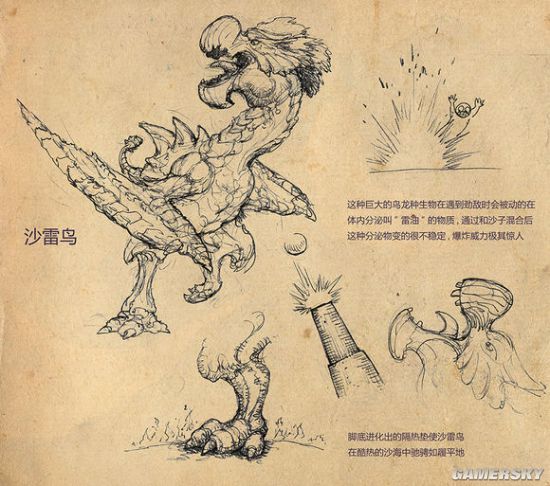 这种巨大的鸟龙种生物在遇到劲敌时会被动的在
体内分泌叫“雷油”的物质，通过和沙子混合后
这种分泌物变的很不稳定，爆炸威力极其惊人
沙雷鸟
脚底进化出的隔热垫使沙雷鸟
在酷热的沙海中驰骋如履平地
GAMERSKY